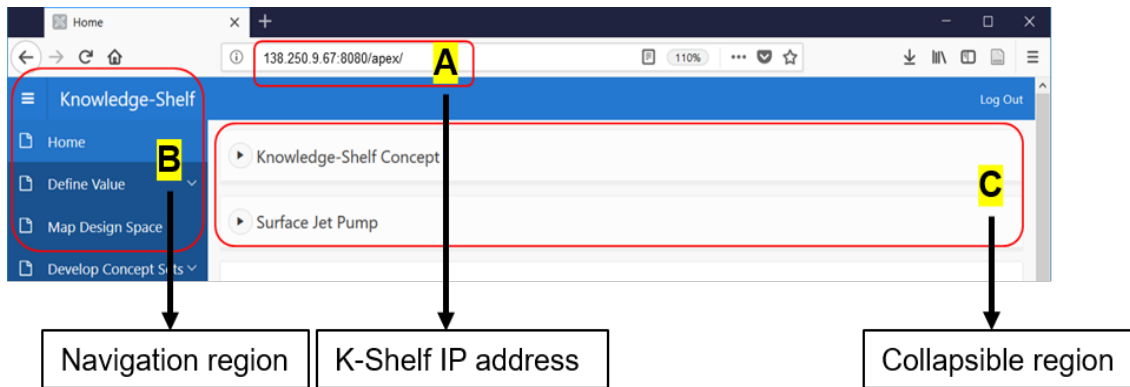 Home
138.250.9.67:8080/apex/
A
110%
Knowledge-Shelf
Log Out
Home
B
Knowledge-Shelf Concept
Define Value
C
Map Design Space
Surface Jet Pump
Develop Concept Sets
Navigation region
K-Shelf IP address
Collapsible region